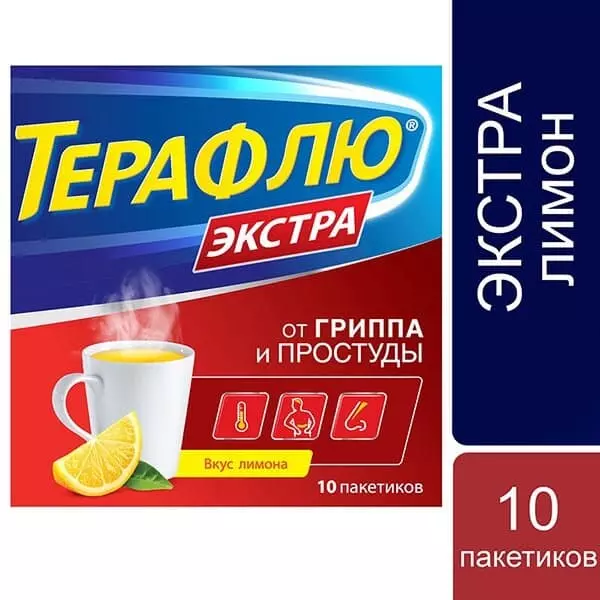 ТЕРАФЛЮ®
ЭКСТРА
от ГРИППА
и ПРОСТУДЫ
Вкус лимона
10 пакетиков
ЭКСТРА
ЛИМОН
10
пакетиков